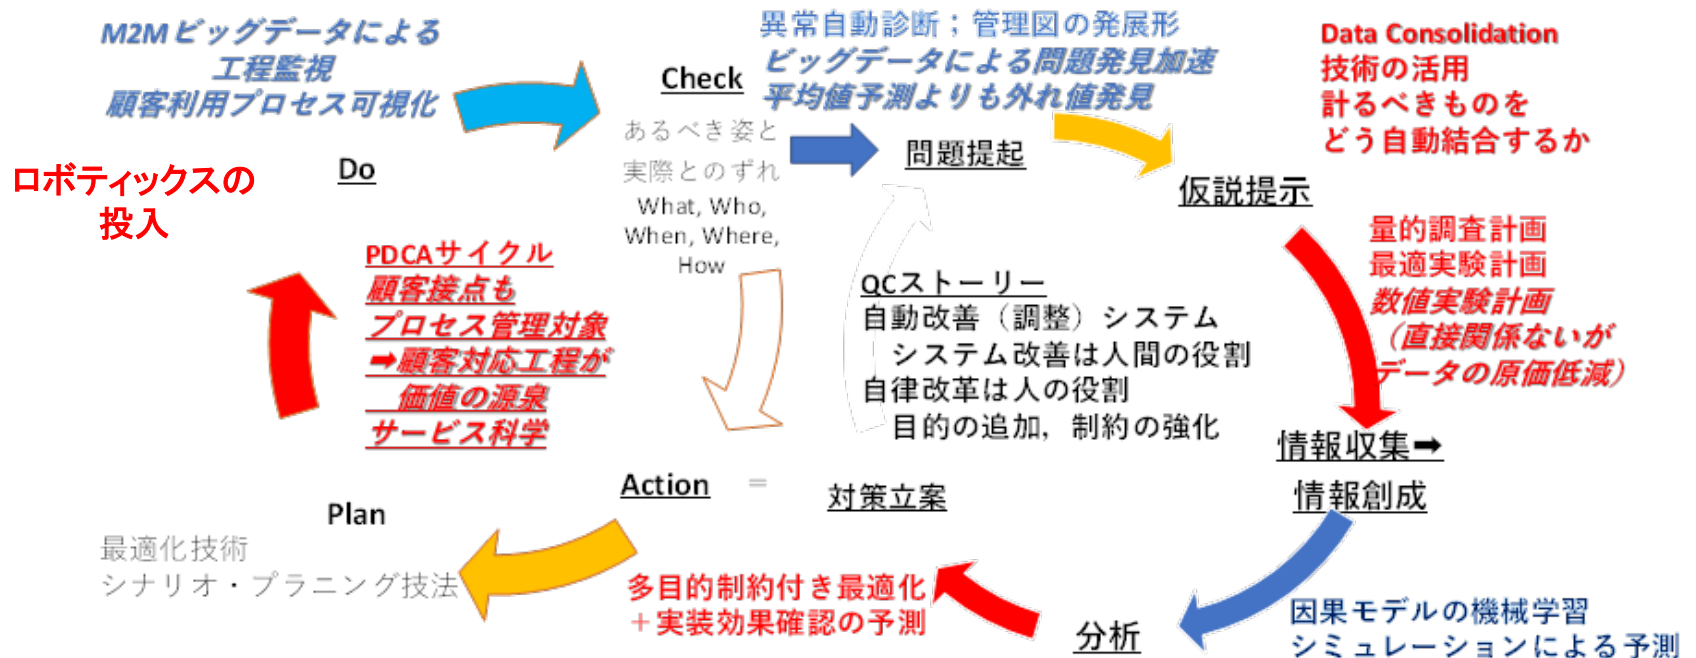 M2Mビッグデータによる
工程監視
顧客利用プロセス可視化
異常自動診断；管理図の発展形
ビッグデータによる問題発見加速
平均値予測よりも外れ値発見
Data Consolidation
技術の活用
計るべきものを
どう自動結合するか
Check
あるべき姿と
実際とのずれ
What, Who,
When, Where,
How
問題提起
仮説提示
Do
ロボティックスの
投入
PDCAサイクル
顧客接点も
プロセス管理対象
➡顧客対応工程が
価値の源泉
サービス科学
QCストーリー
自動改善（調整）システム
システム改善は人間の役割
自律改革は人の役割
目的の追加，制約の強化
量的調査計画
最適実験計画
数値実験計画
（直接関係ないが
データの原価低減）
情報収集➡
情報創成
Action
=
対策立案
Plan
最適化技術
シナリオ・プラニング技法
多目的制約付き最適化
＋実装効果確認の予測
分析
因果モデルの機械学習
シミュレーションによる予測